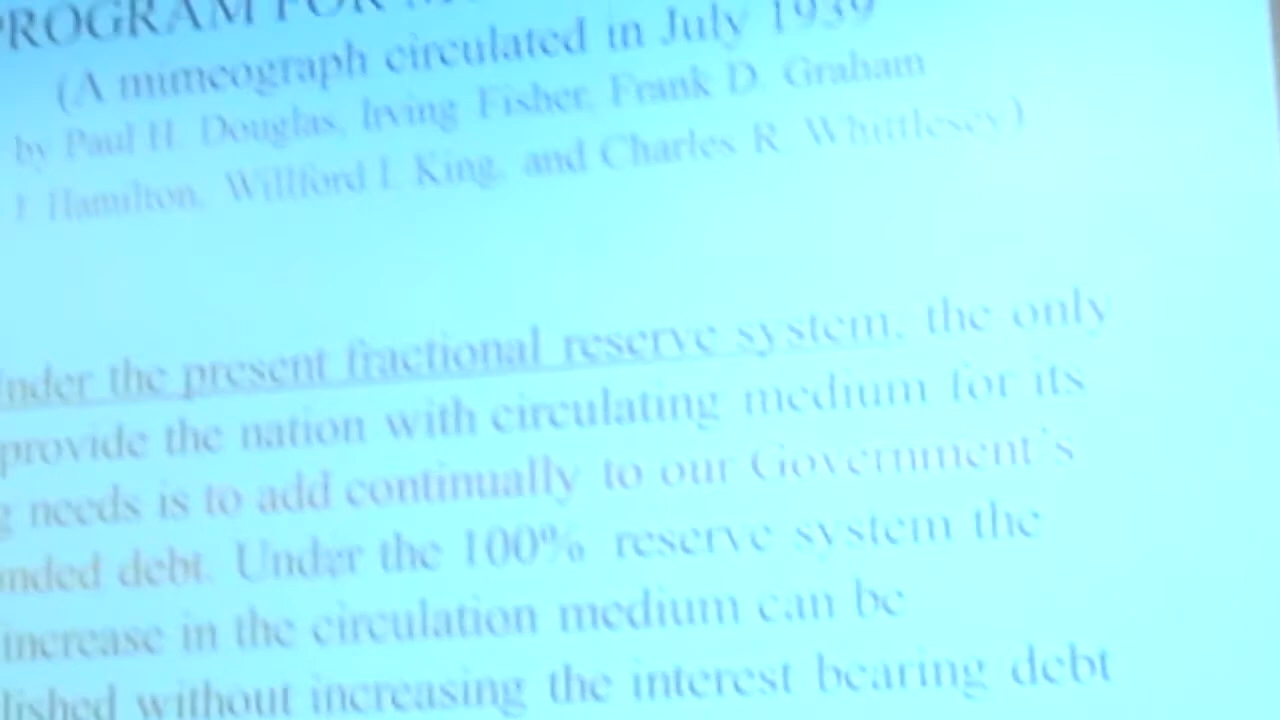 PROGRAM FOR
(A mimeograph circulated in July 1939
by Paul H. Douglas, Irving Fisher, Frank D. Graham
J. Hamilton, Willford I. King, and Charles R. Whittlesey)
nder the present fractional reserve system, the only
provide the nation with circulating medium for its
g needs is to add continually to our Government's
nded debt. Under the 100% reserve system the
increase in the circulation medium can be
lished without increasing the interest bearing debt